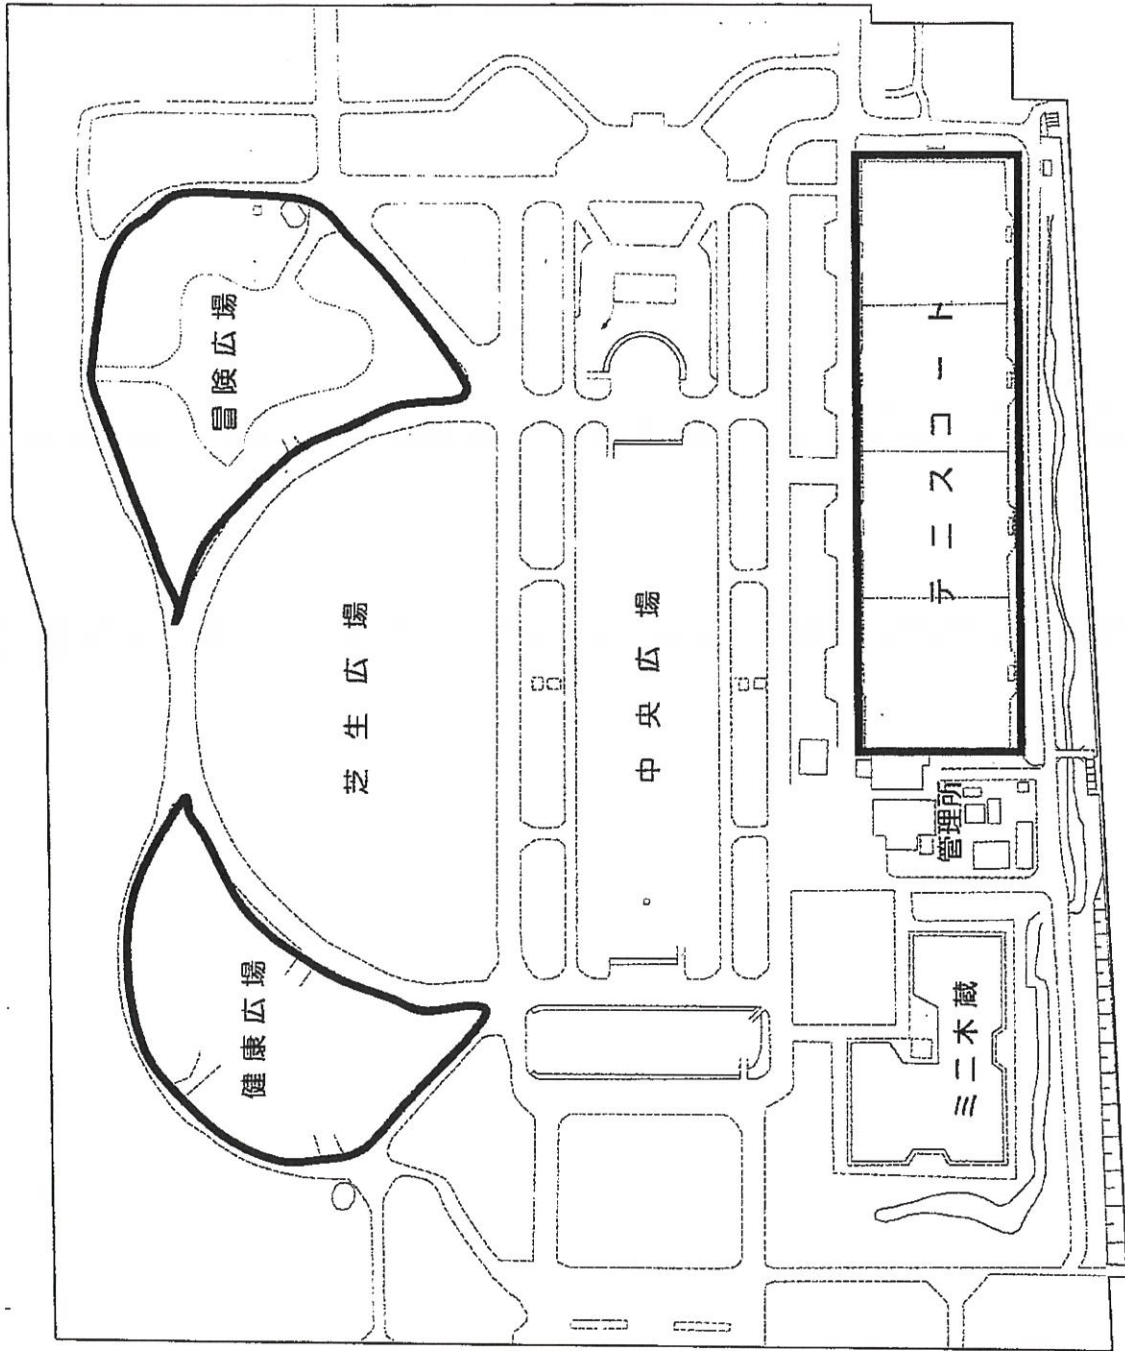 冒険広場
健康広場
芝生広場
中央広場
テニスコート
管理所
ミニ木蔵